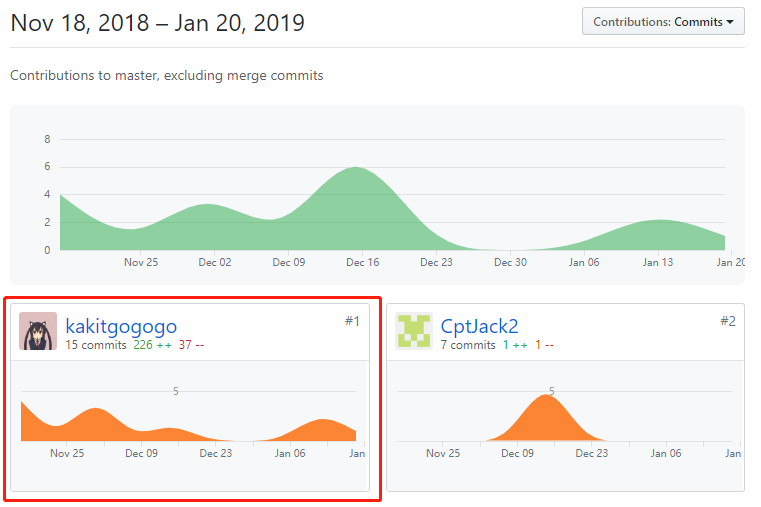 Nov 18, 2018 – Jan 20, 2019
Contributions: Commits
Contributions to master, excluding merge commits
8
6
4
2
0
Nov 25 Dec 02 Dec 09 Dec 16 Dec 23 Dec 30 Jan 06 Jan 13 Jan 20
kakitgogogo #1
15 commits 226 ++ 37 --
5
Nov 25 Dec 09 Dec 23 Jan 06 Jan
CptJack2 #2
7 commits 1 ++ 1 --
5
Nov 25 Dec 09 Dec 23 Jan 06 Jan